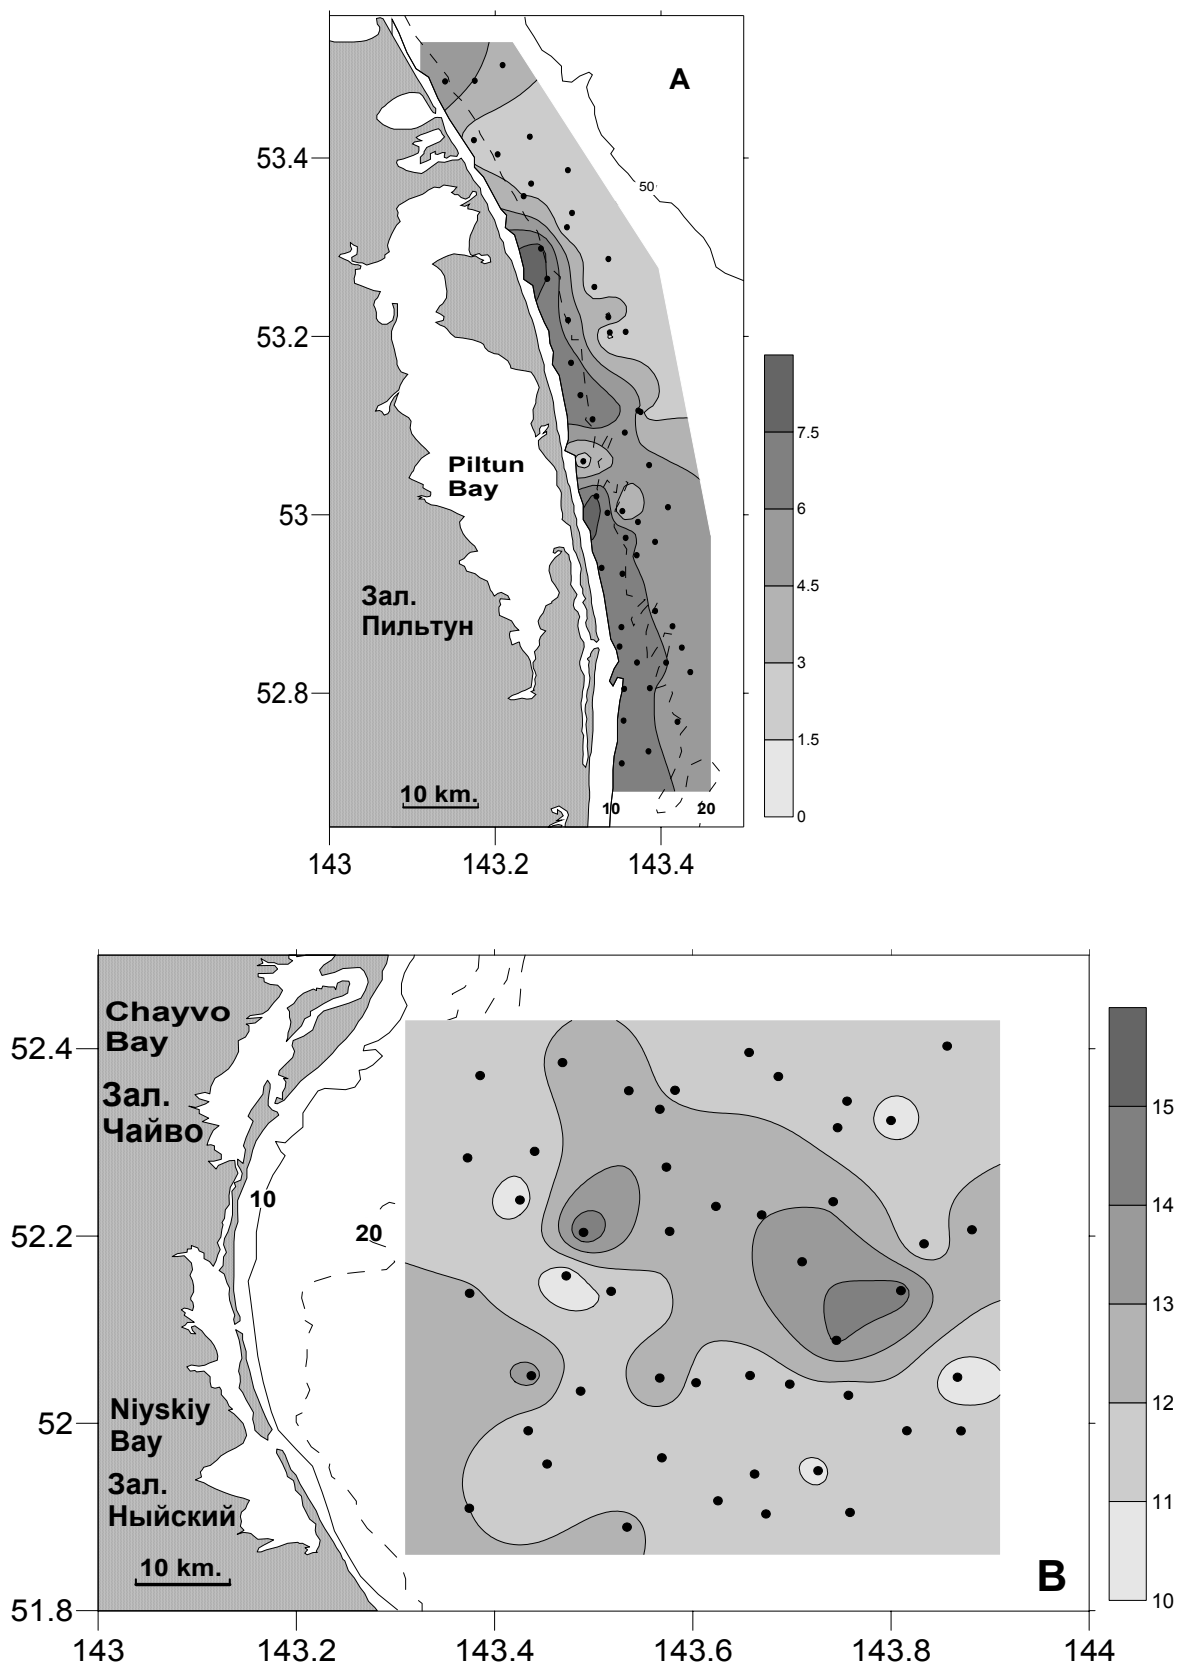 A
53.4
50
53.2
7.5
Piltun
Bay
6
53
4.5
Зал.
Пильтун
3
52.8
1.5
10 km.
10
20
0
143
143.2
143.4
Chayvo
Bay
52.4
Зал.
Чайво
15
10
14
20
52.2
13
12
Niyskiy
Bay
52
Зал.
Ныйский
11
10 km.
B
10
51.8
143
143.2
143.4
143.6
143.8
144